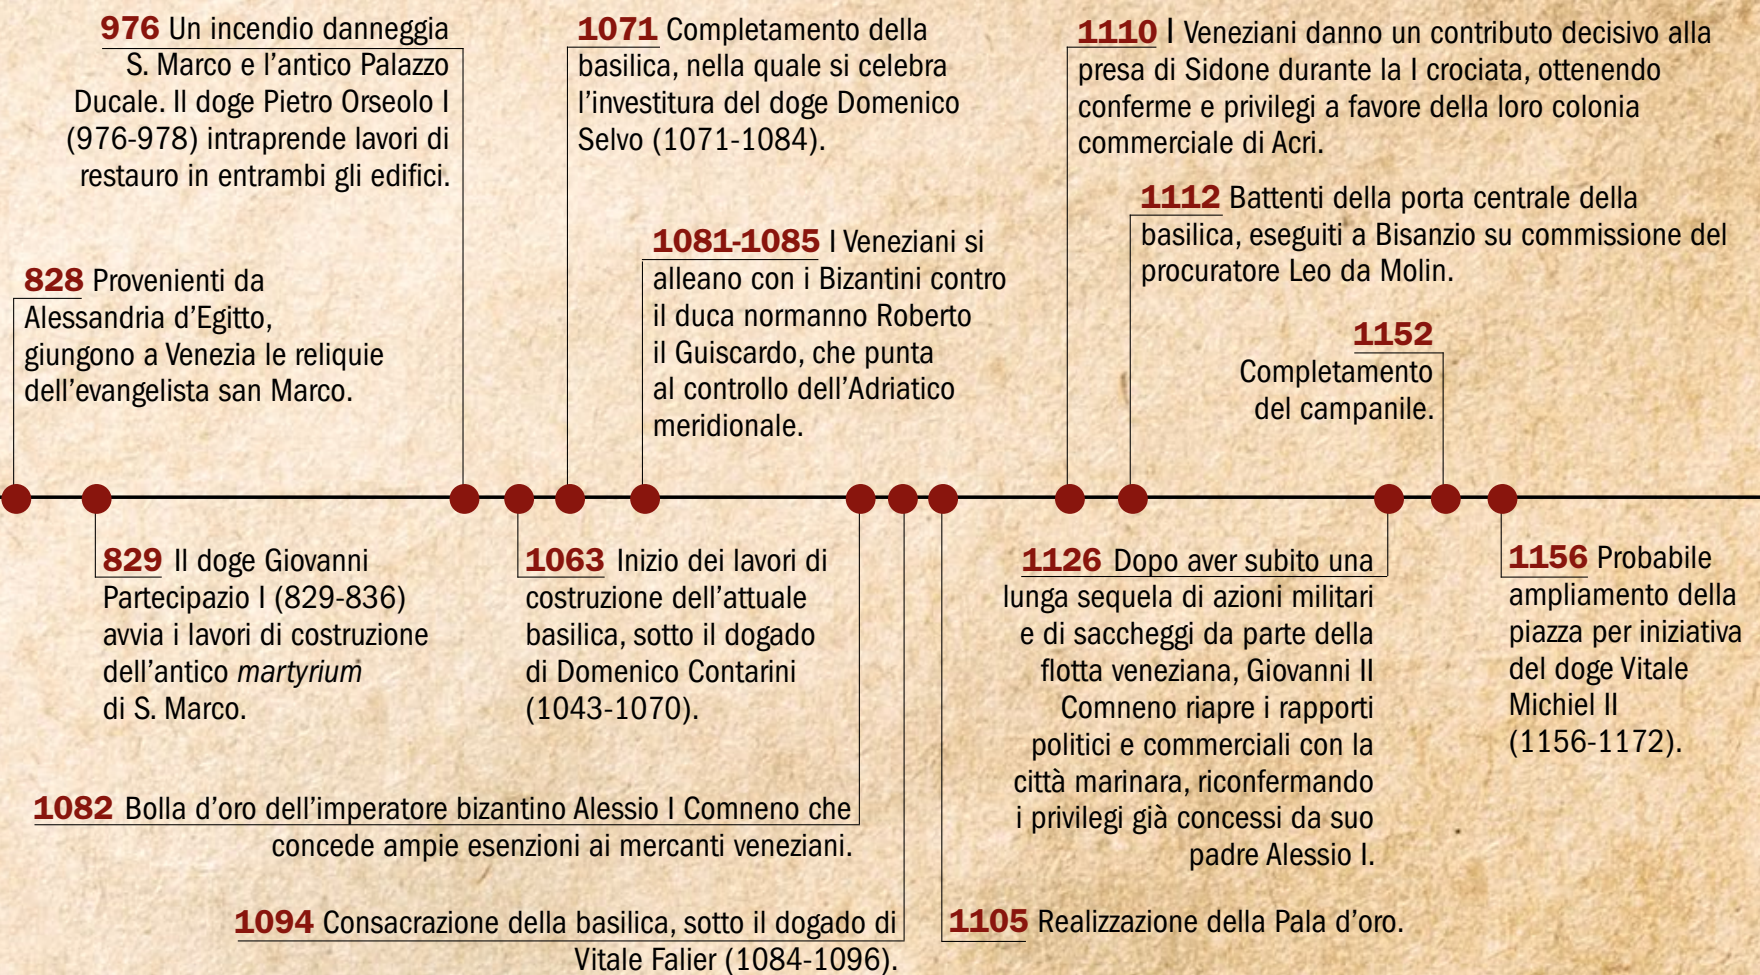 976 Un incendio danneggia
S. Marco e l'antico Palazzo
Ducale. Il doge Pietro Orseolo I
(976-978) intraprende lavori di
restauro in entrambi gli edifici.
1071 Completamento della
basilica, nella quale si celebra
l'investitura del doge Domenico
Selvo (1071-1084).
1110 I Veneziani danno un contributo decisivo alla
presa di Sidone durante la I crociata, ottenendo
conferme e privilegi a favore della loro colonia
commerciale di Acri.
1112 Battenti della porta centrale della
basilica, eseguiti a Bisanzio su commissione del
procuratore Leo da Molin.
1081-1085 I Veneziani si
alleano con i Bizantini contro
il duca normanno Roberto
il Guiscardo, che punta
al controllo dell'Adriatico
meridionale.
828 Provenienti da
Alessandria d'Egitto,
giungono a Venezia le reliquie
dell'evangelista san Marco.
1152
Completamento
del campanile.
829 Il doge Giovanni
Partecipazio I (829-836)
avvia i lavori di costruzione
dell'antico martyrium
di S. Marco.
1063 Inizio dei lavori di
costruzione dell'attuale
basilica, sotto il dogado
di Domenico Contarini
(1043-1070).
1126 Dopo aver subito una
lunga sequela di azioni militari
e di saccheggi da parte della
flotta veneziana, Giovanni II
Comneno riapre i rapporti
politici e commerciali con la
città marinara, riconfermando
i privilegi già concessi da suo
padre Alessio I.
1156 Probabile
ampliamento della
piazza per iniziativa
del doge Vitale
Michiel II
(1156-1172).
1082 Bolla d'oro dell'imperatore bizantino Alessio I Comneno che
concede ampie esenzioni ai mercanti veneziani.
1094 Consacrazione della basilica, sotto il dogado di
Vitale Falier (1084-1096).
1105 Realizzazione della Pala d'oro.